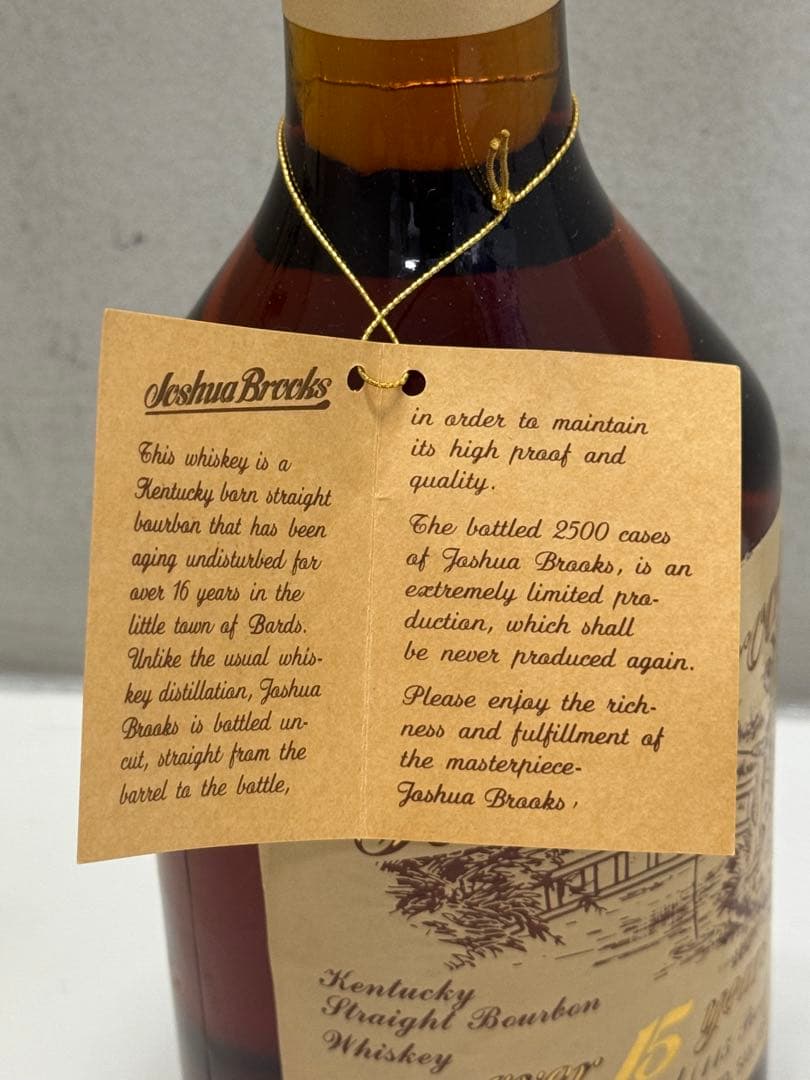 Joshua Brooks
This whiskey is a
Kentucky born straight
bourbon that has been
aging undisturbed for
over 16 years in the
little town of Bards.
Unlike the usual whis-
key distillation, Joshua
Brooks is bottled un-
cut, straight from the
barrel to the bottle,
in order to maintain
its high proof and
quality.
The bottled 2500 cases
of Joshua Brooks, is an
extremely limited pro-
duction, which shall
be never produced again.
Please enjoy the rich-
ness and fulfillment of
the masterpiece-
Joshua Brooks,
Kentucky
Straight Bourbon
Whiskey
over 15 years